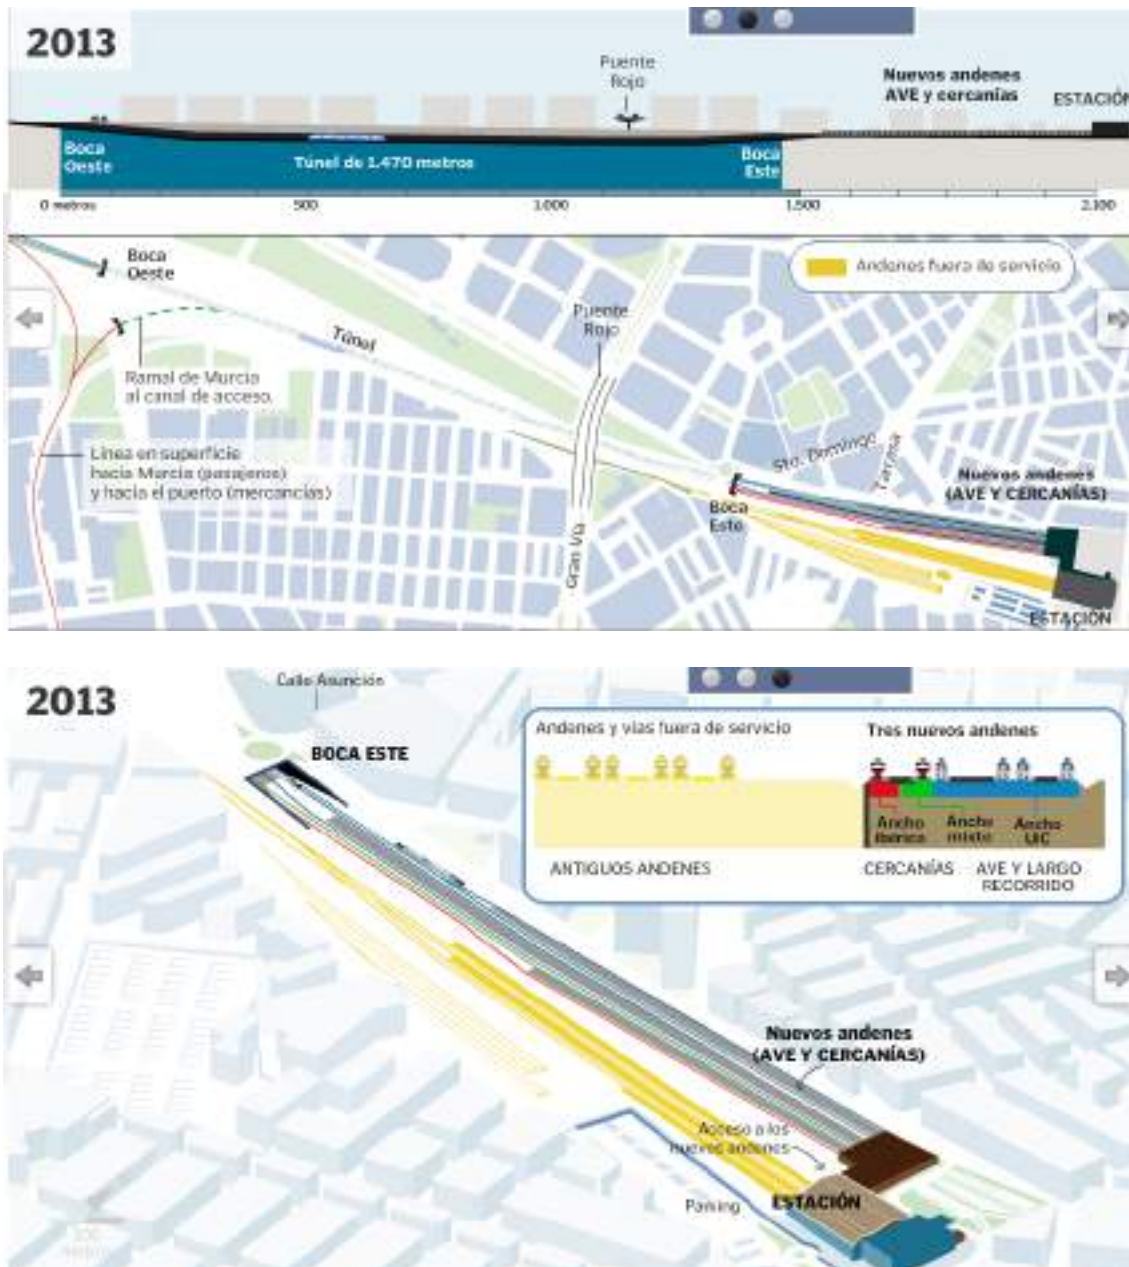 2013
Puente
Rojo
Nuevos andenes
AVE y cercanías
ESTACIÓN
Boca
Oeste
Túnel de 1.470 metros
Boca
Este
0 metros
500
1.000
1.500
2.100
Boca
Oeste
Andenes fuera de servicio
Puente
Rojo
Túnel
Ramal de Murcia
al canal de acceso.
Línea en superficie
hacia Murcia (pasajeros)
y hacia el puerto (mercancías)
Sto. Domingo
Nuevos andenes
(AVE Y CERCANÍAS)
Boca
Este
Gran Vía
ESTACIÓN
2013
Calle Asunción
BOCA ESTE
Andenes y vías fuera de servicio
Tres nuevos andenes
Ancho
ibérico
Ancho
mixto
Ancho
UIC
ANTIGUOS ANDENES
CERCANÍAS
AVE Y LARGO
RECORRIDO
Nuevos andenes
(AVE Y CERCANÍAS)
Acceso a los
nuevos andenes
Parking
ESTACIÓN